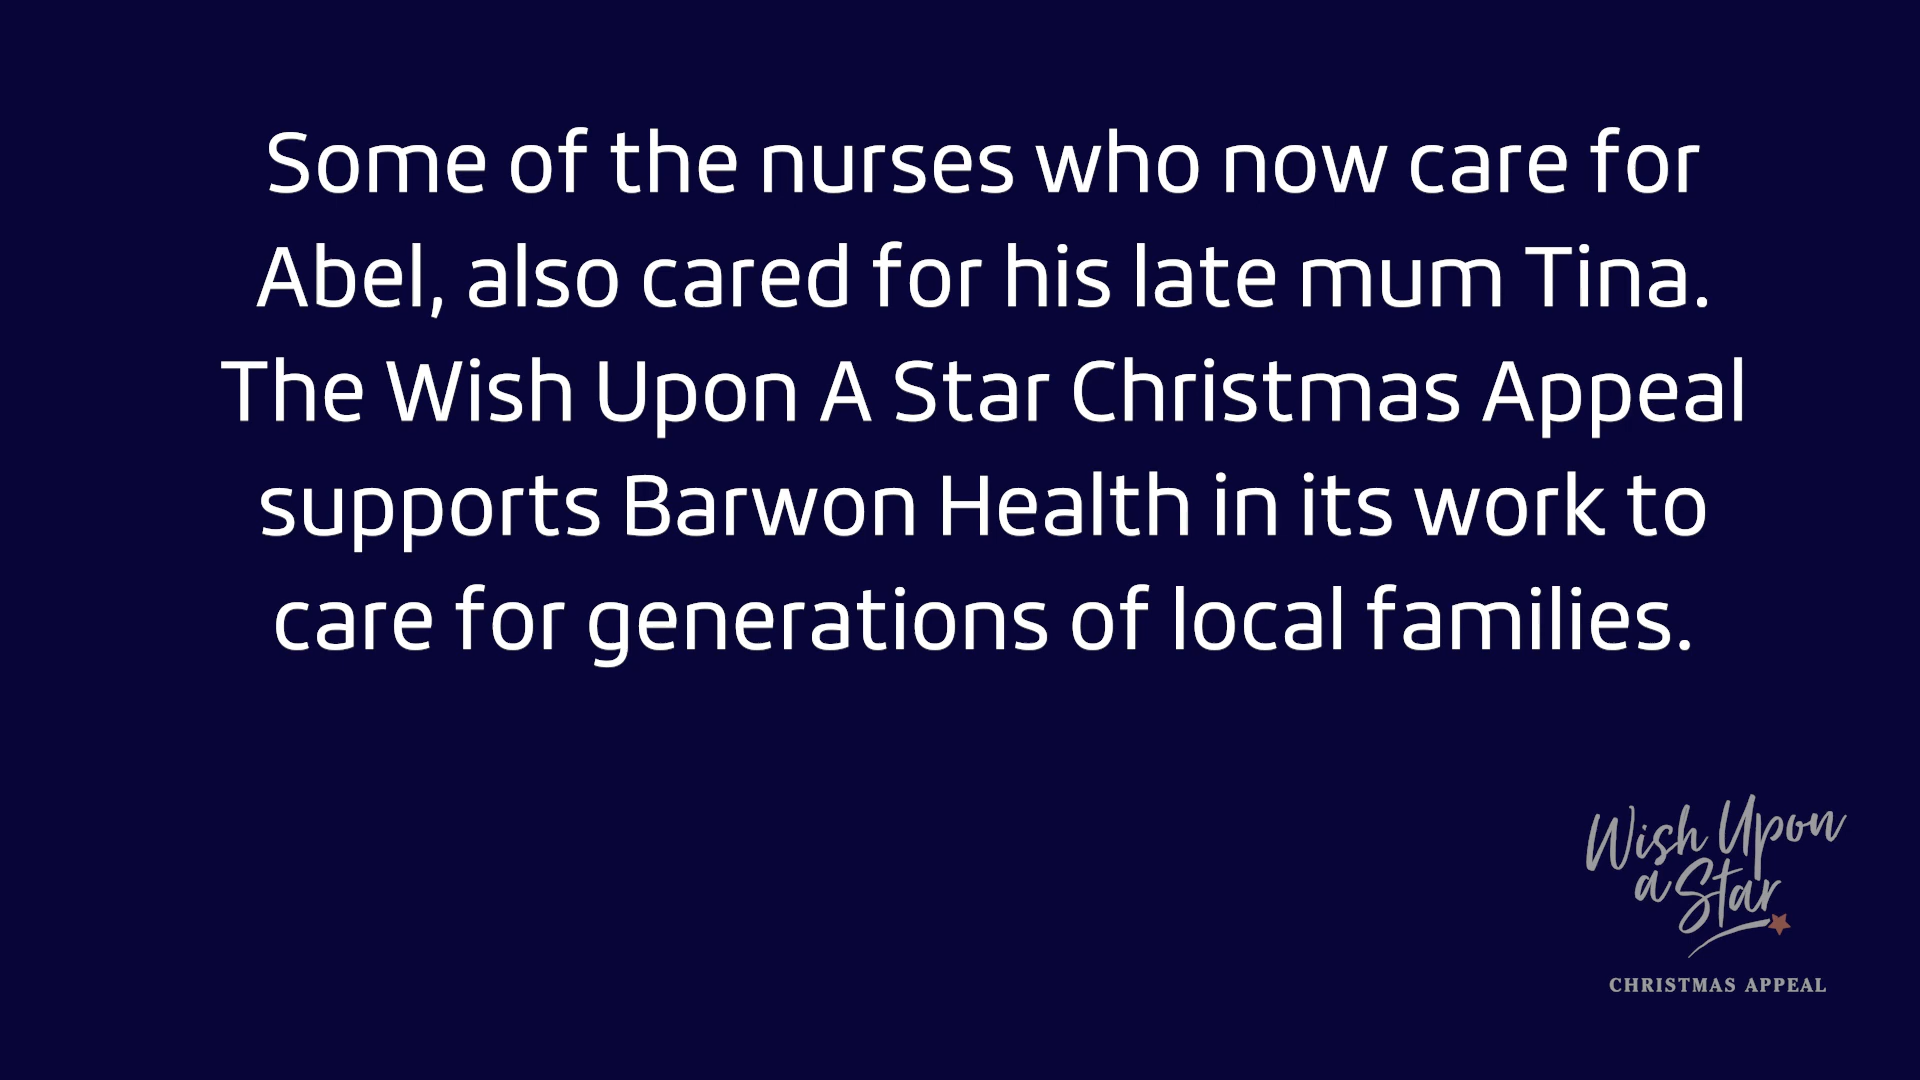 Some of the nurses who now care for
Abel, also cared for his late mum Tina.
The Wish Upon A Star Christmas Appeal
supports Barwon Health in its work to
care for generations of local families.
Wish Upon
a Star
CHRISTMAS APPEAL